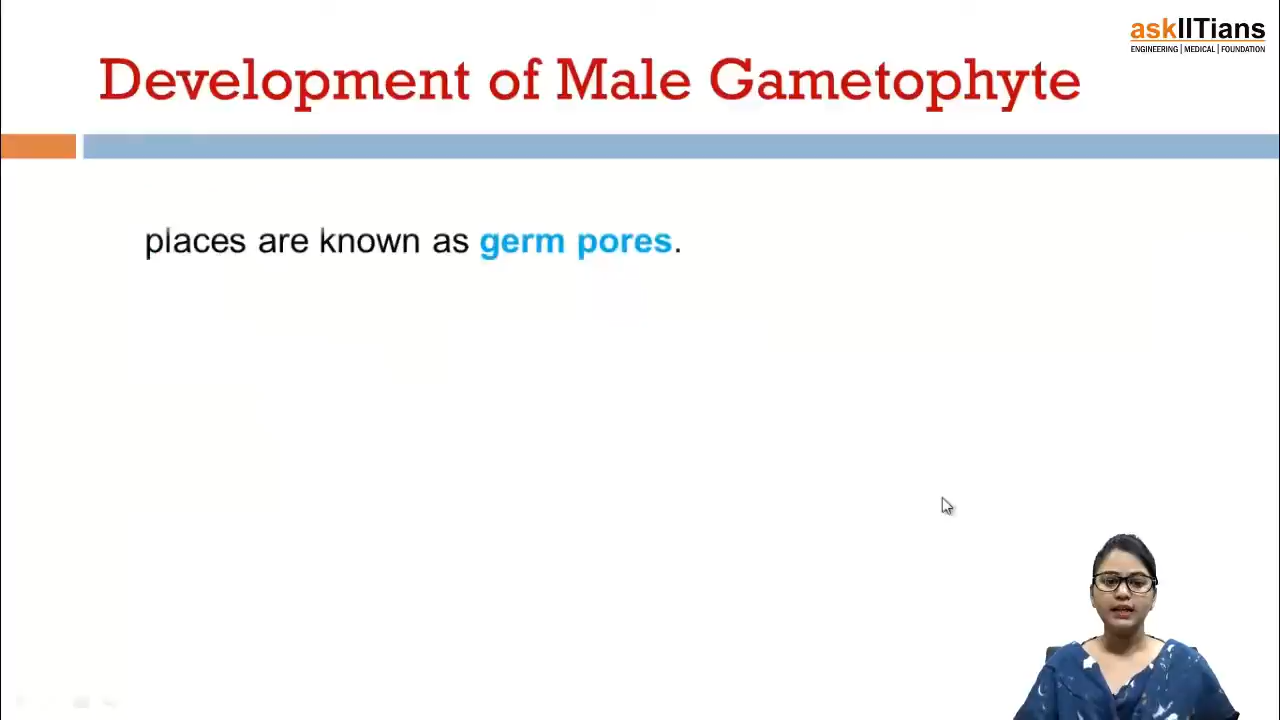 askIITians
ENGINEERING | MEDICAL | FOUNDATION
Development of Male Gametophyte
places are known as germ pores.